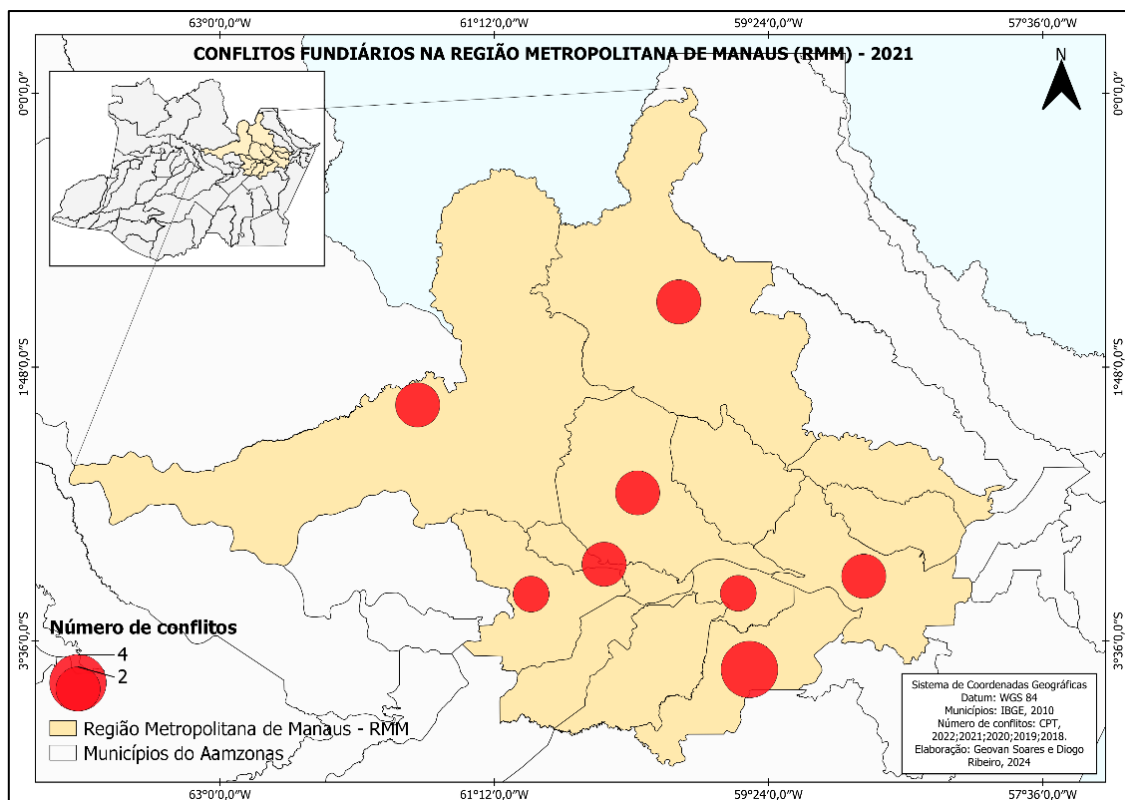 63°0'0,0"W 61°12'0,0"W 59°24'0,0"W 57°36'0,0"W
CONFLITOS FUNDIÁRIOS NA REGIÃO METROPOLITANA DE MANAUS (RMM) - 2021
N
0°0'0,0" 0°0'0,0"
1°48'0,0"S 1°48'0,0"S
3°36'0,0"S 3°36'0,0"S
Número de conflitos
4
2
Região Metropolitana de Manaus - RMM
Municípios do Aamzonas
Sistema de Coordenadas Geográficas
Datum: WGS 84
Municípios: IBGE, 2010
Número de conflitos: CPT,
2022;2021;2020;2019;2018.
Elaboração: Geovan Soares e Diogo
Ribeiro, 2024
63°0'0,0"W 61°12'0,0"W 59°24'0,0"W 57°36'0,0"W